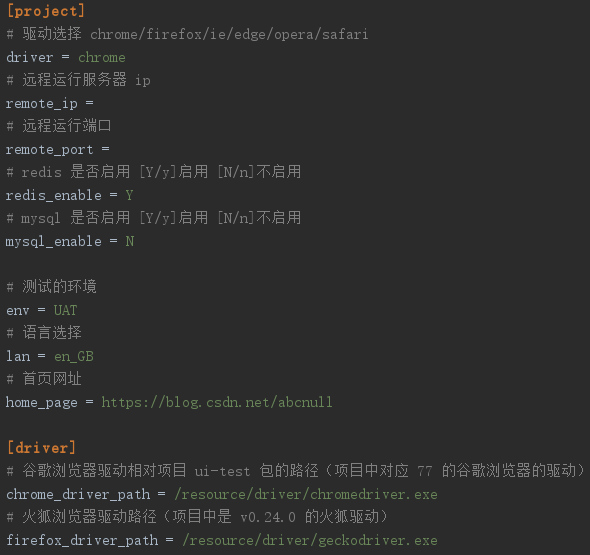 [project]
# 驱动选择 chrome/firefox/ie/edge/opera/safari
driver = chrome
# 远程运行服务器 ip
remote_ip =
# 远程运行端口
remote_port =
# redis 是否启用 [Y/y]启用 [N/n]不启用
redis_enable = Y
# mysql 是否启用 [Y/y]启用 [N/n]不启用
mysql_enable = N
# 测试的环境
env = UAT
# 语言选择
lan = en_GB
# 首页网址
home_page = https://blog.csdn.net/abcnull
[driver]
# 谷歌浏览器驱动相对项目 ui-test 包的路径（项目中对应 77 的谷歌浏览器的驱动）
chrome_driver_path = /resource/driver/chromedriver.exe
# 火狐浏览器驱动路径（项目中是 v0.24.0 的火狐驱动）
firefox_driver_path = /resource/driver/geckodriver.exe